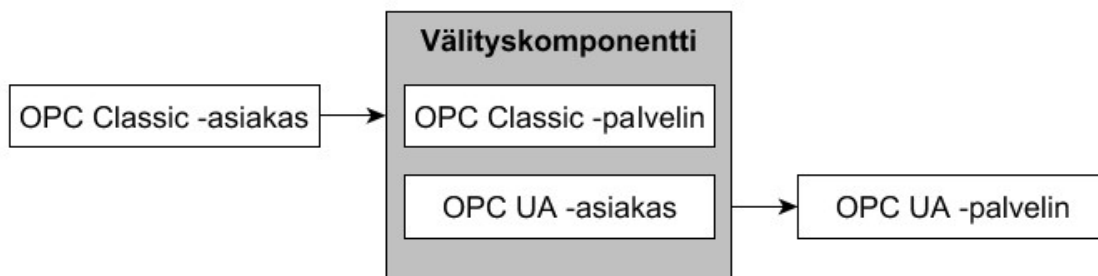 Välityskomponentti
OPC Classic -asiakas
OPC Classic -palvelin
OPC UA -asiakas
OPC UA -palvelin